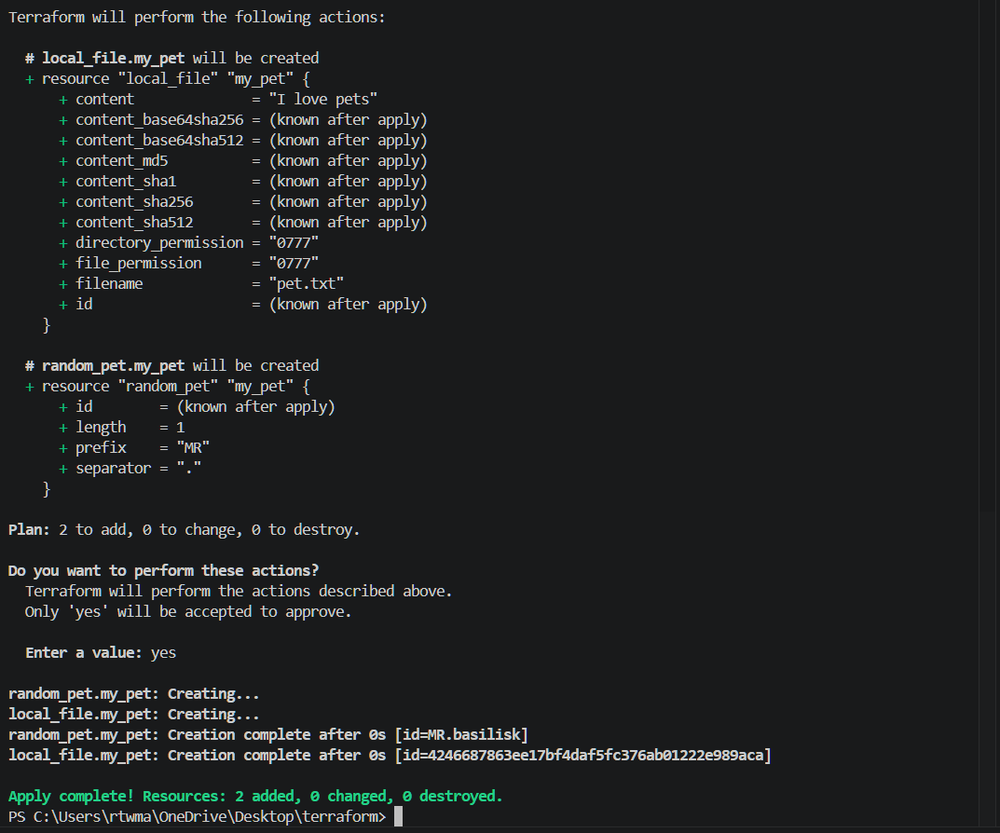 Terraform will perform the following actions:
# local_file.my_pet will be created
+ resource "local_file" "my_pet" {
+ content = "I love pets"
+ content_base64sha256 = (known after apply)
+ content_base64sha512 = (known after apply)
+ content_md5 = (known after apply)
+ content_sha1 = (known after apply)
+ content_sha256 = (known after apply)
+ content_sha512 = (known after apply)
+ directory_permission = "0777"
+ file_permission = "0777"
+ filename = "pet.txt"
+ id = (known after apply)
}
# random_pet.my_pet will be created
+ resource "random_pet" "my_pet" {
+ id = (known after apply)
+ length = 1
+ prefix = "MR"
+ separator = "."
}
Plan: 2 to add, 0 to change, 0 to destroy.
Do you want to perform these actions?
Terraform will perform the actions described above.
Only 'yes' will be accepted to approve.
Enter a value: yes
random_pet.my_pet: Creating...
local_file.my_pet: Creating...
random_pet.my_pet: Creation complete after 0s [id=MR.basilisk]
local_file.my_pet: Creation complete after 0s [id=4246687863ee17bf4daf5fc376ab01222e989aca]
Apply complete! Resources: 2 added, 0 changed, 0 destroyed.
PS C:\Users\rtwma\OneDrive\Desktop\terraform>